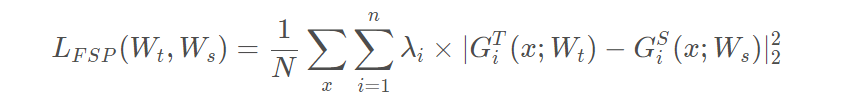 L_{FSP}(W_t, W_s) = \frac{1}{N} \sum_{x} \sum_{i=1}^{n} \lambda_i \times |G_i^T(x; W_t) - G_i^S(x; W_s)|_2^2